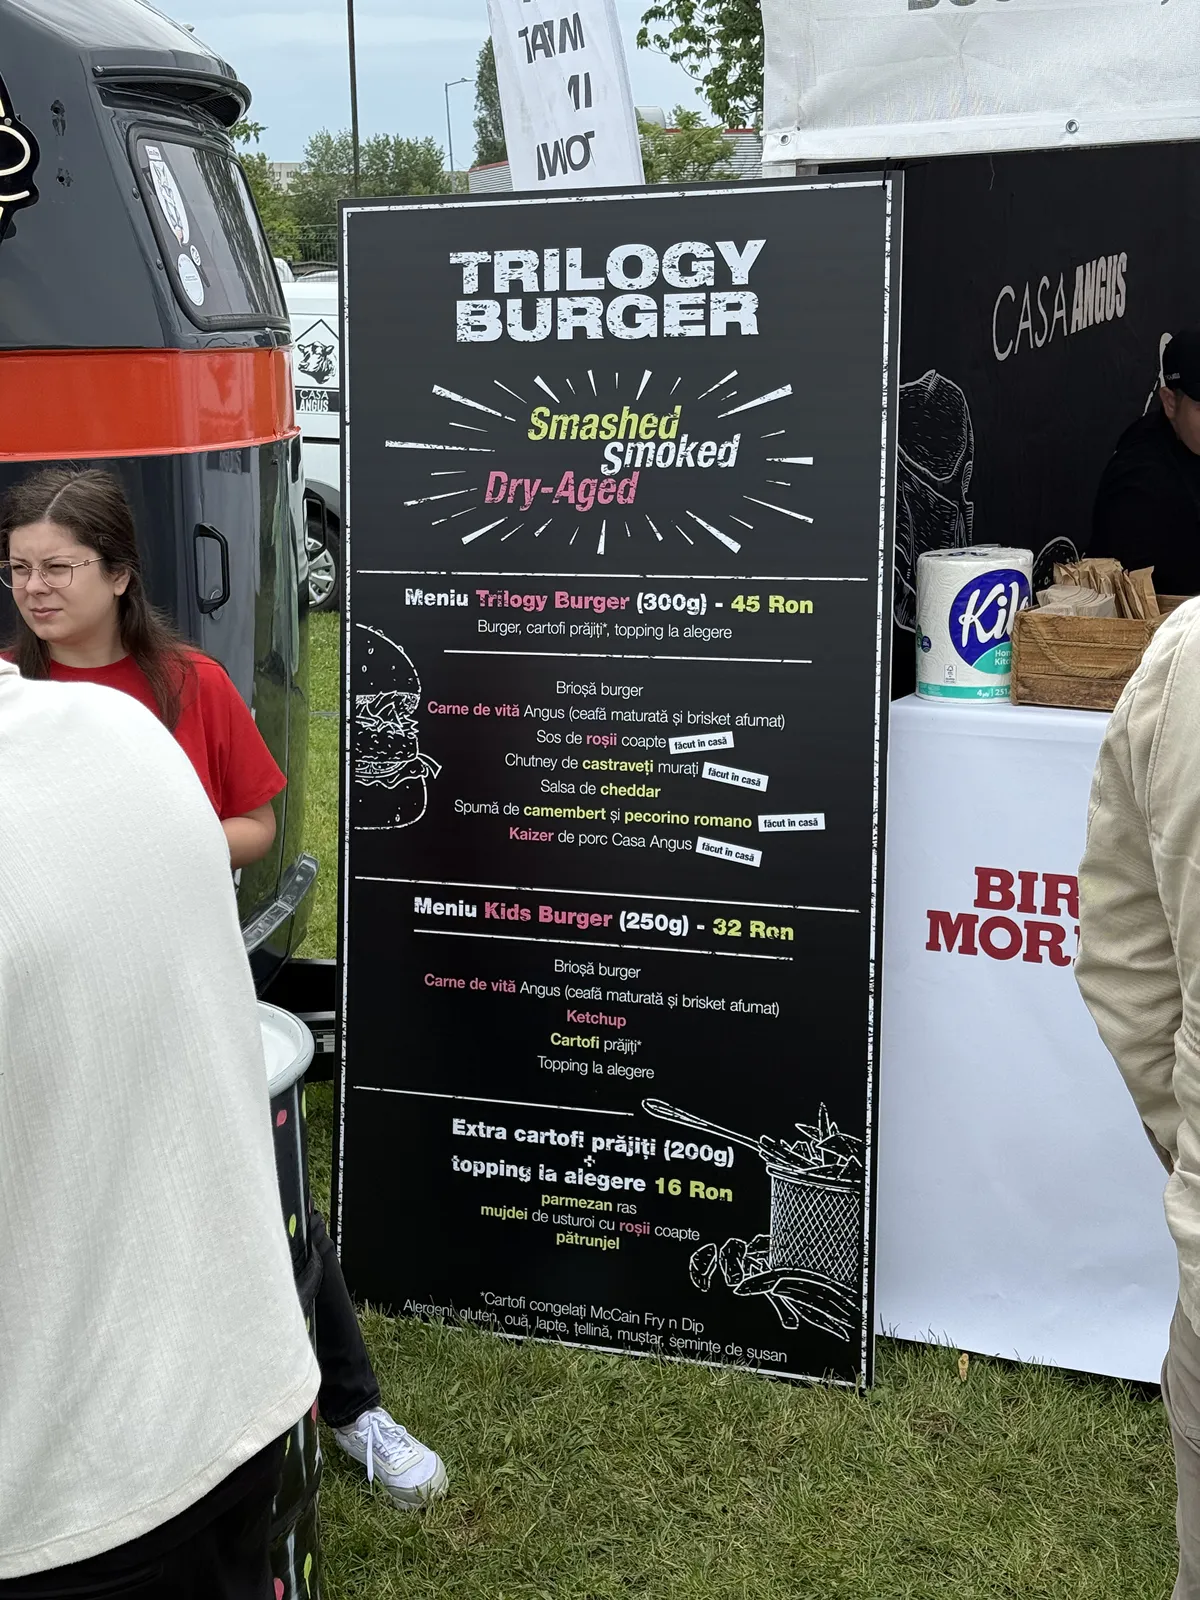 TRILOGY
BURGER
Smashed
smoked
Dry-Aged
Meniu Trilogy Burger (300g) - 45 Ron
Burger, cartofi prăjiți*, topping la alegere
Brioșă burger
Carne de vită Angus (ceafă maturată și brisket afumat)
Sos de roșii coapte făcut în casă
Chutney de castraveți murați făcut în casă
Salsa de cheddar
Spumă de camembert și pecorino romano făcut în casă
Kaizer de porc Casa Angus făcut în casă
Meniu Kids Burger (250g) - 32 Ron
Brioșă burger
Carne de vită Angus (ceafă maturată și brisket afumat)
Ketchup
Cartofi prăjiți*
Topping la alegere
Extra cartofi prăjiți (200g)
+
topping la alegere 16 Ron
parmezan ras
mujdei de usturoi cu roșii coapte
pătrunjel
*Cartofi congelați McCain Fry n Dip
Alergeni: gluten, ouă, lapte, țelină, muștar, semințe de susan
CASA ANGUS
CASA
ANGUS
BIR
MOR